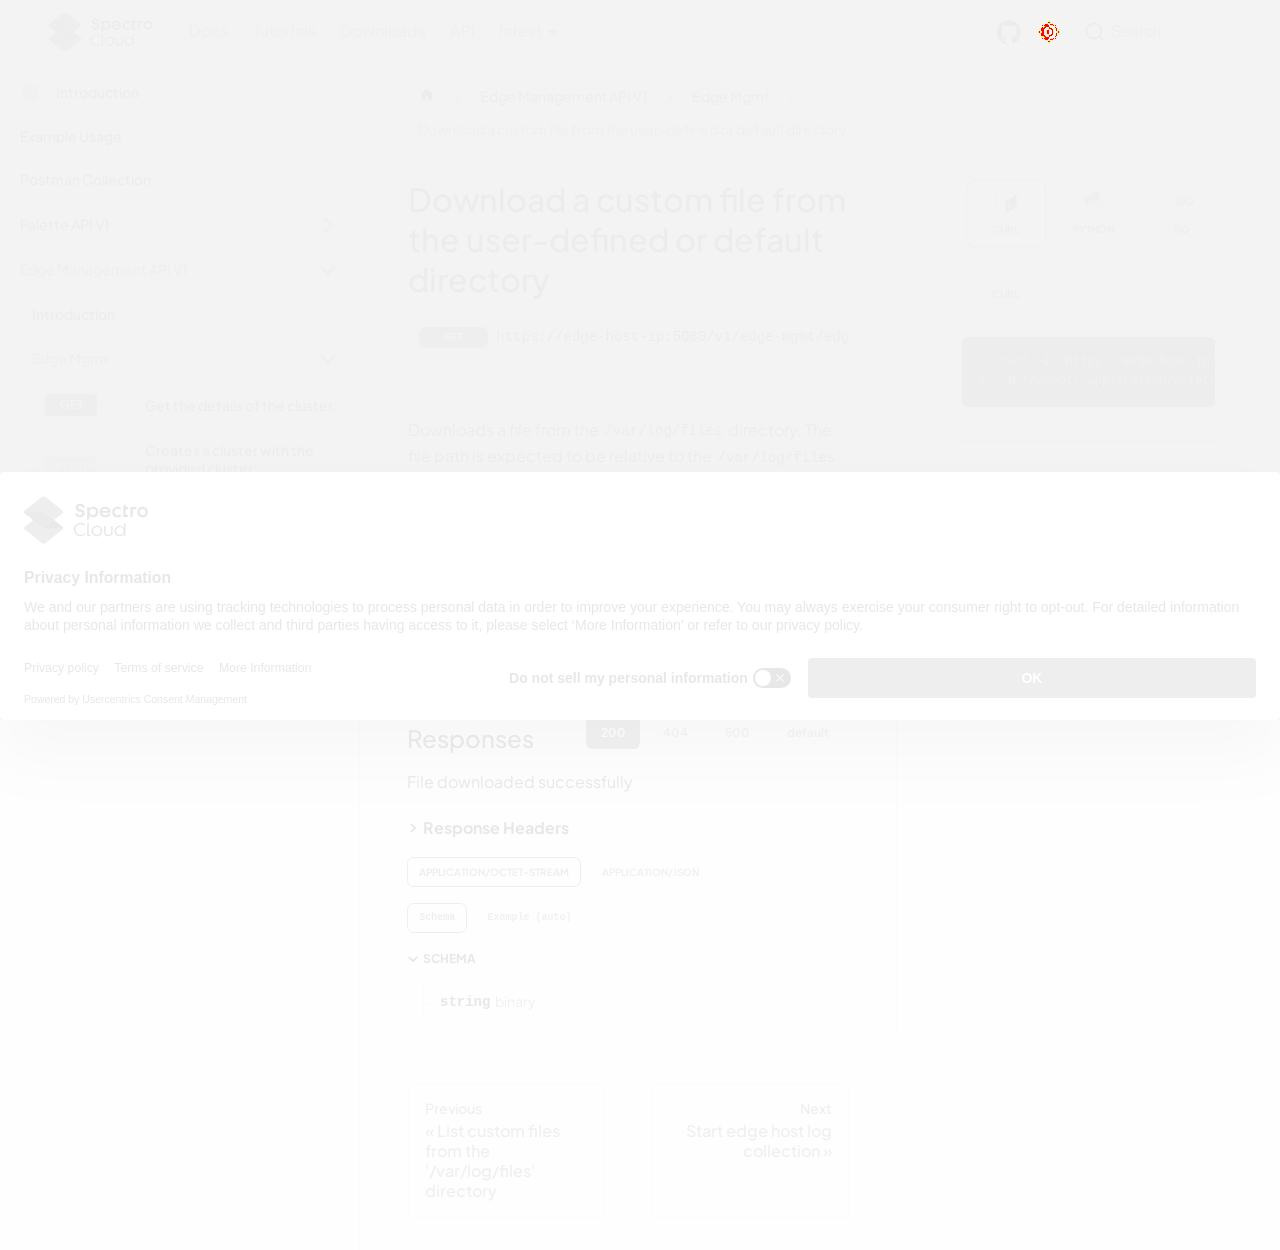 Spectro
Cloud
Docs
Tutorials
Downloads
API
latest
Search
Introduction
Example Usage
Postman Collection
Palette API V1
Edge Management API V1
Introduction
Edge Mgmt
GET
Get the details of the cluster.
Creates a cluster with the
provided cluster
Edge Management API V1
Edge Mgmt
Download a custom file from the user-defined or default directory
Download a custom file from
the user-defined or default
directory
GET
https://edge-host-ip:5080/v1/edge-mgmt/edg
Downloads a file from the /var/log/files directory. The
file path is expected to be relative to the /var/log/files
CURL
PYTHON
GO
CURL
Spectro
Cloud
Privacy Information
We and our partners are using tracking technologies to process personal data in order to improve your experience. You may always exercise your consumer right to opt-out. For detailed information
about personal information we collect and third parties having access to it, please select 'More Information' or refer to our privacy policy.
Privacy policy
Terms of service
More Information
Powered by Usercentrics Consent Management
Do not sell my personal information
OK
Responses
200
404
500
default
File downloaded successfully
Response Headers
APPLICATION/OCTET-STREAM
APPLICATION/JSON
Schema
Example (auto)
SCHEMA
string binary
Previous
« List custom files
from the
'/var/log/files'
directory
Next
Start edge host log
collection »